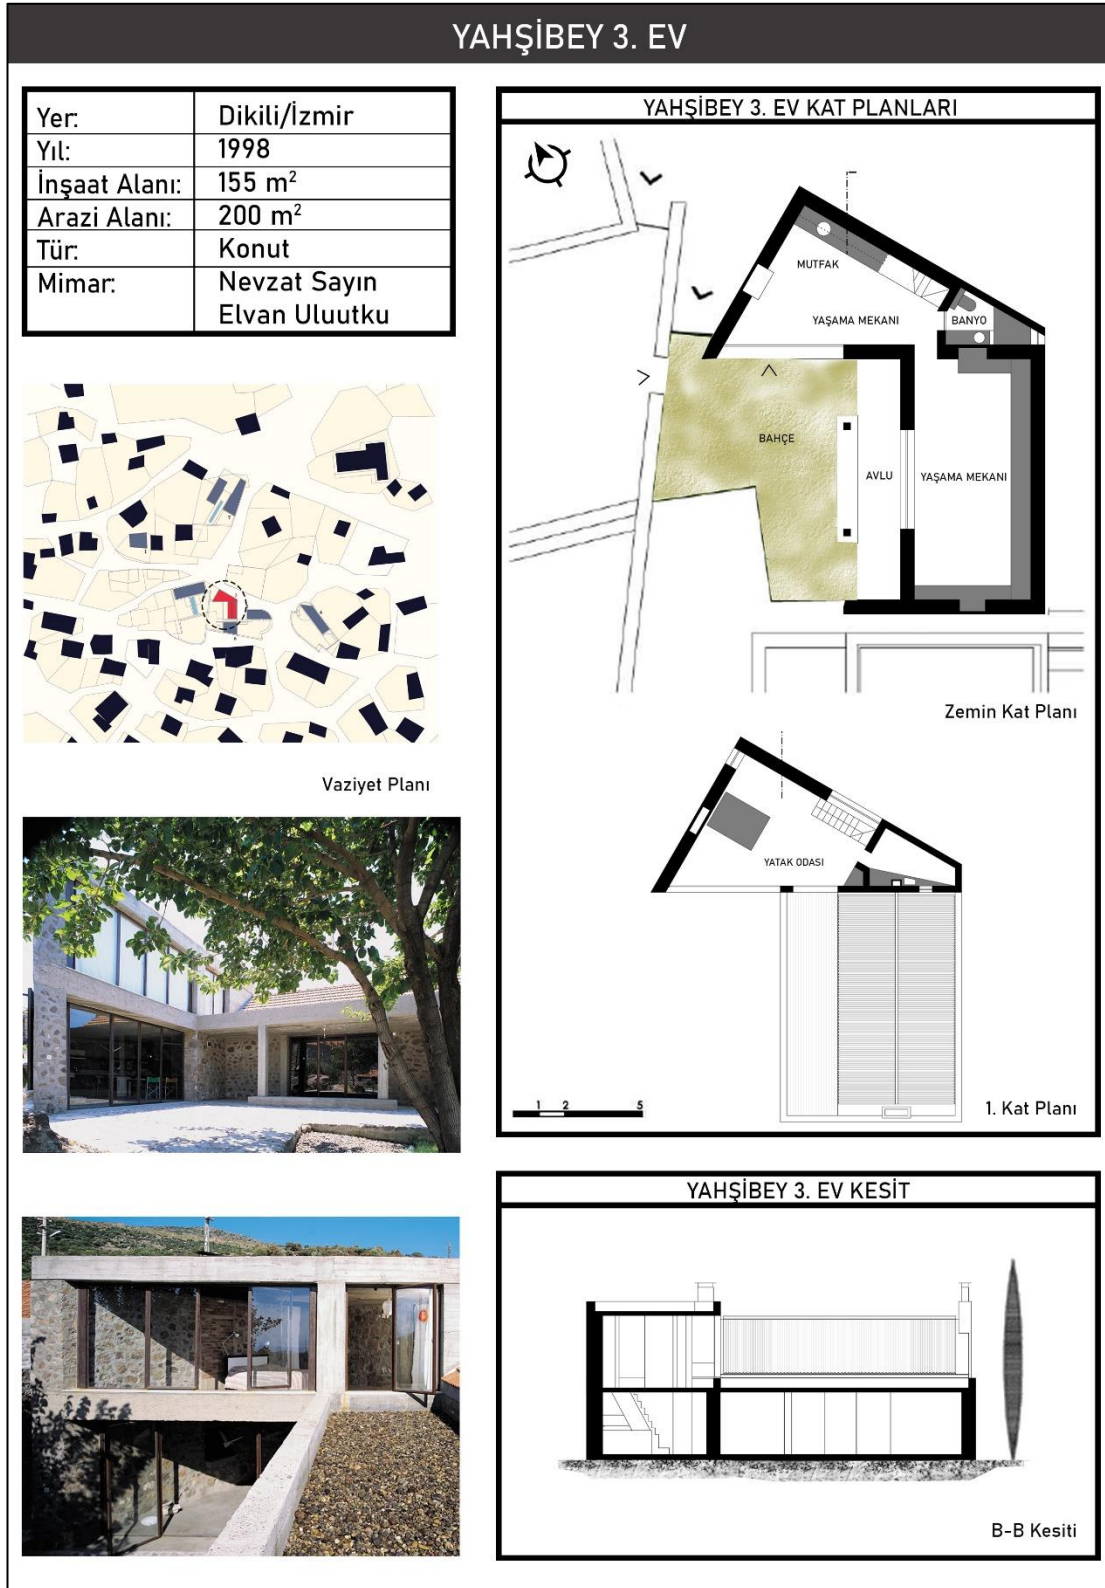 YAHŞİBEY 3. EV
Yer: Dikili/İzmir
Yıl: 1998
İnşaat Alanı: 155 m²
Arazi Alanı: 200 m²
Tür: Konut
Mimar: Nevzat Sayın
Elvan Uluutku
Vaziyet Planı
YAHŞİBEY 3. EV KAT PLANLARI
MUTFAK
YAŞAMA MEKANI
BANYO
BAHÇE
AVLU
YAŞAMA MEKANI
Zemin Kat Planı
YATAK ODASI
1 2 5
1. Kat Planı
YAHŞİBEY 3. EV KESİT
B-B Kesiti